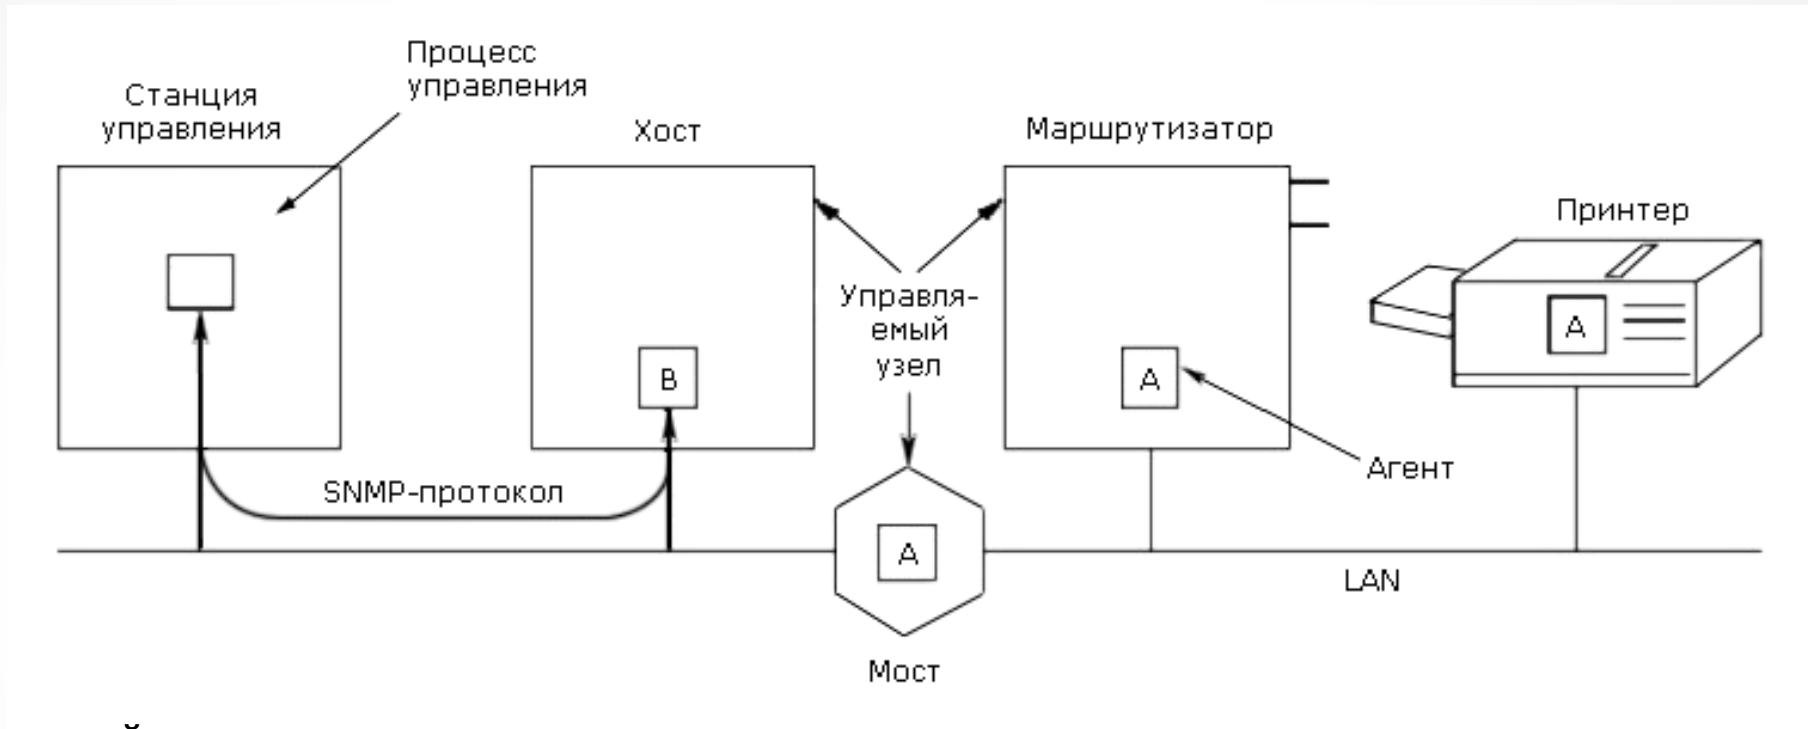 Процесс
управления
Станция
управления
Хост
Маршрутизатор
Принтер
Управля-
емый
узел
A
B
A
Агент
SNMP-протокол
A
LAN
Мост